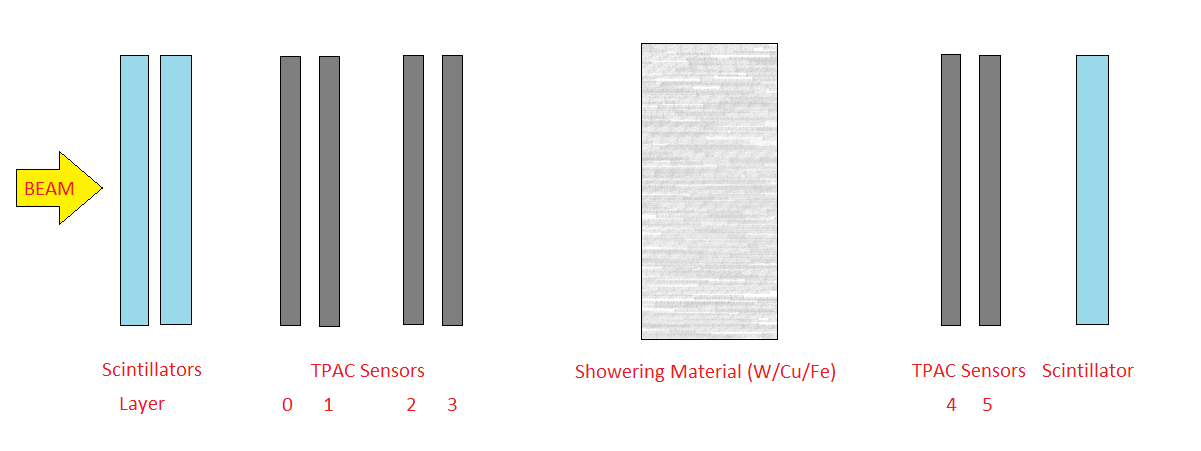 BEAM
Scintillators
TPAC Sensors
Showering Material (W/Cu/Fe)
TPAC Sensors
Scintillator
Layer
0 1 2 3 4 5